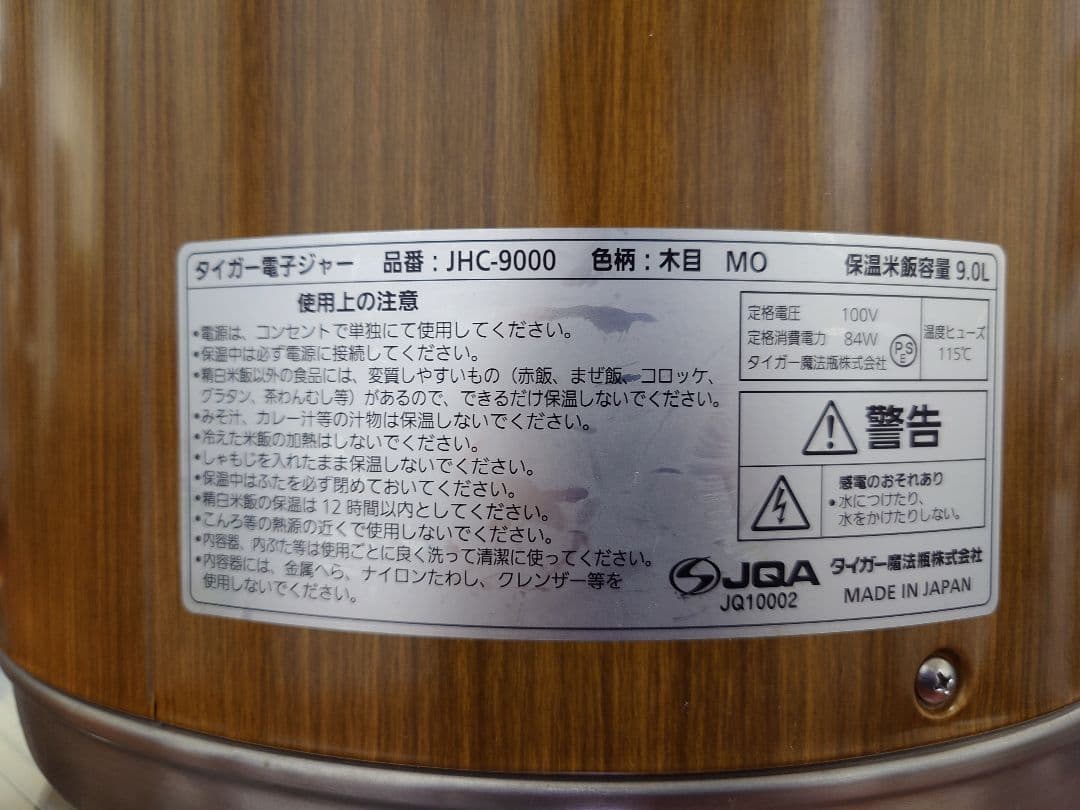 タイガー電子ジャー 品番：JHC-9000 色柄：木目 MO 保温米飯容量 9.0L
使用上の注意
•電源は、コンセントで単独にて使用してください。
•保温中は必ず電源に接続してください。
•精白米飯以外の食品には、変質しやすいもの（赤飯、まぜ飯、コロッケ、
グラタン、茶わんむし等）があるので、できるだけ保温しないでください。
•みそ汁、カレー汁等の汁物は保温しないでください。
•冷えた米飯の加熱はしないでください。
•しゃもじを入れたまま保温しないでください。
•保温中はふたを必ず閉めておいてください。
•精白米飯の保温は12時間以内としてください。
•こんろ等の熱源の近くで使用しないでください。
•内容器、内ぶた等は使用ごとに良く洗って清潔に使ってください。
•内容器には、金属へら、ナイロンたわし、クレンザー等を
使用しないでください。
定格電圧 100V
定格消費電力 84W
タイガー魔法瓶株式会社
PSE
温度ヒューズ
115℃
警告
感電のおそれあり
•水につけたり、
水をかけたりしない。
JQA
JQ10002
タイガー魔法瓶株式会社
MADE IN JAPAN